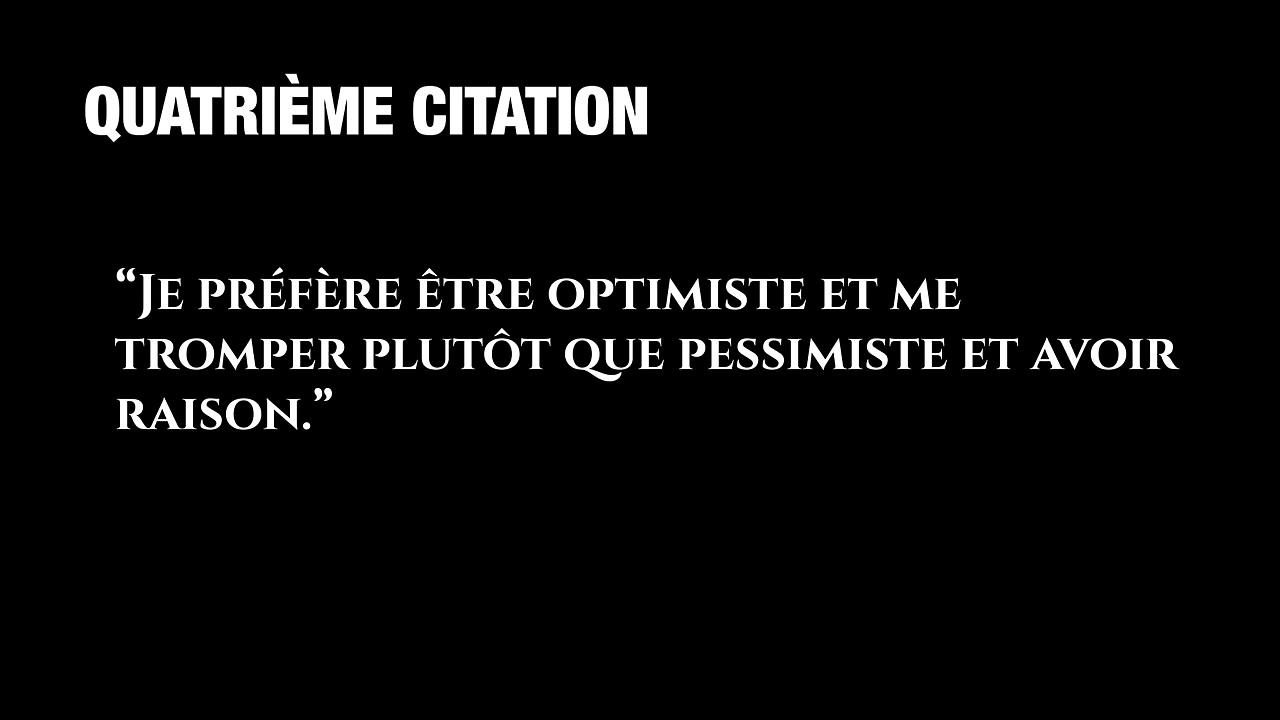 QUATRIÈME CITATION
“Je préfère être optimiste et me
tromper plutôt que pessimiste et avoir
raison.”